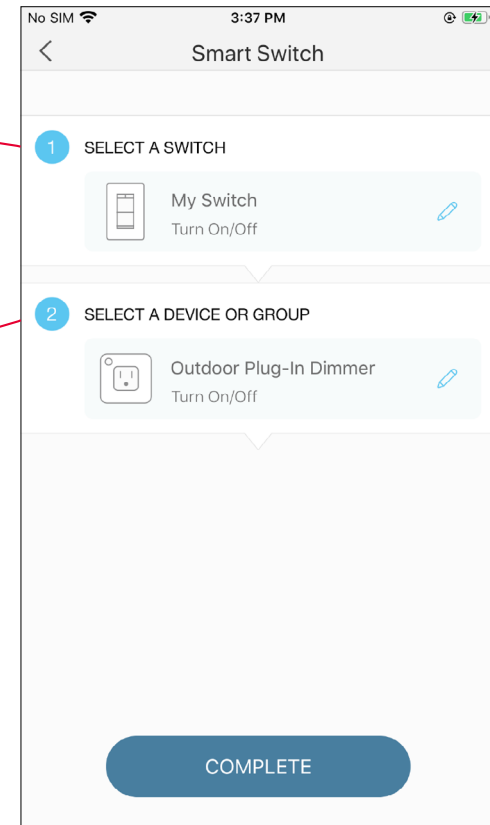 No SIM 3:37 PM
Smart Switch
1 SELECT A SWITCH
My Switch
Turn On/Off
2 SELECT A DEVICE OR GROUP
Outdoor Plug-In Dimmer
Turn On/Off
COMPLETE